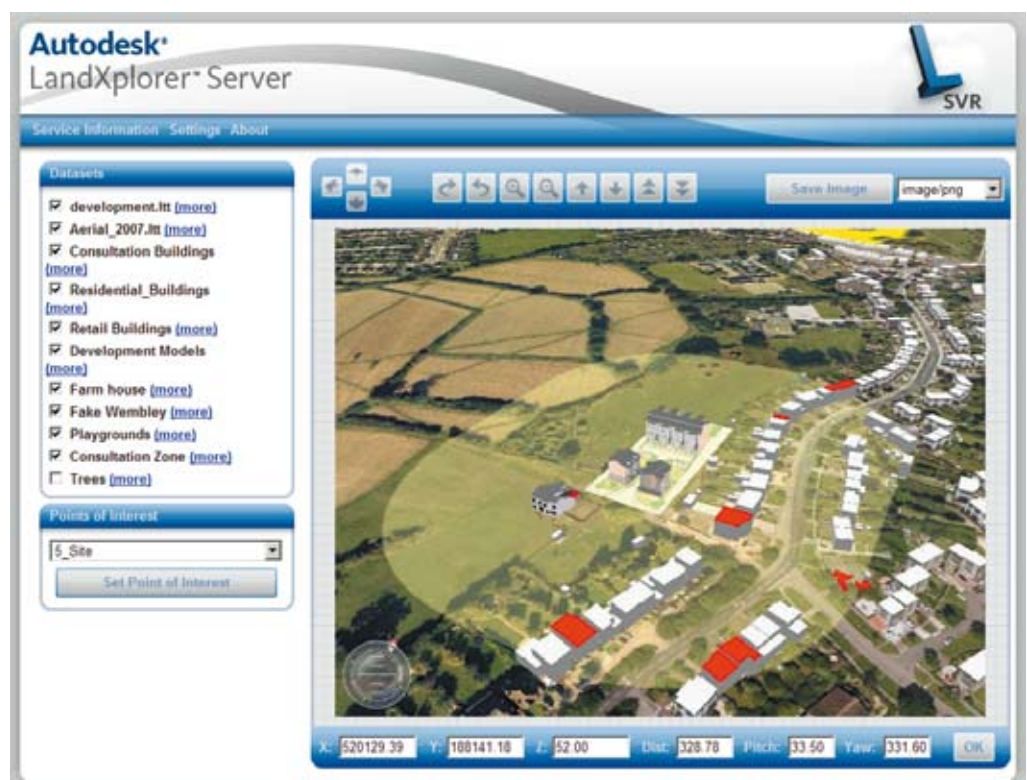 Autodesk®
LandXplorer™ Server
SVR
Service Information Settings About
Datasets
development.ltt (more)
Aerial_2007.ltt (more)
Consultation Buildings
(more)
Residential_Buildings
(more)
Retail Buildings (more)
Development Models
(more)
Farm house (more)
Fake Wembley (more)
Playgrounds (more)
Consultation Zone (more)
Trees (more)
Points of Interest
5_Site
Set Point of Interest
Save Image image/png
X: 520129.39 Y: 188141.18 Z: 52.00 Dist: 328.78 Pitch: 33.50 Yaw: 331.60 OK